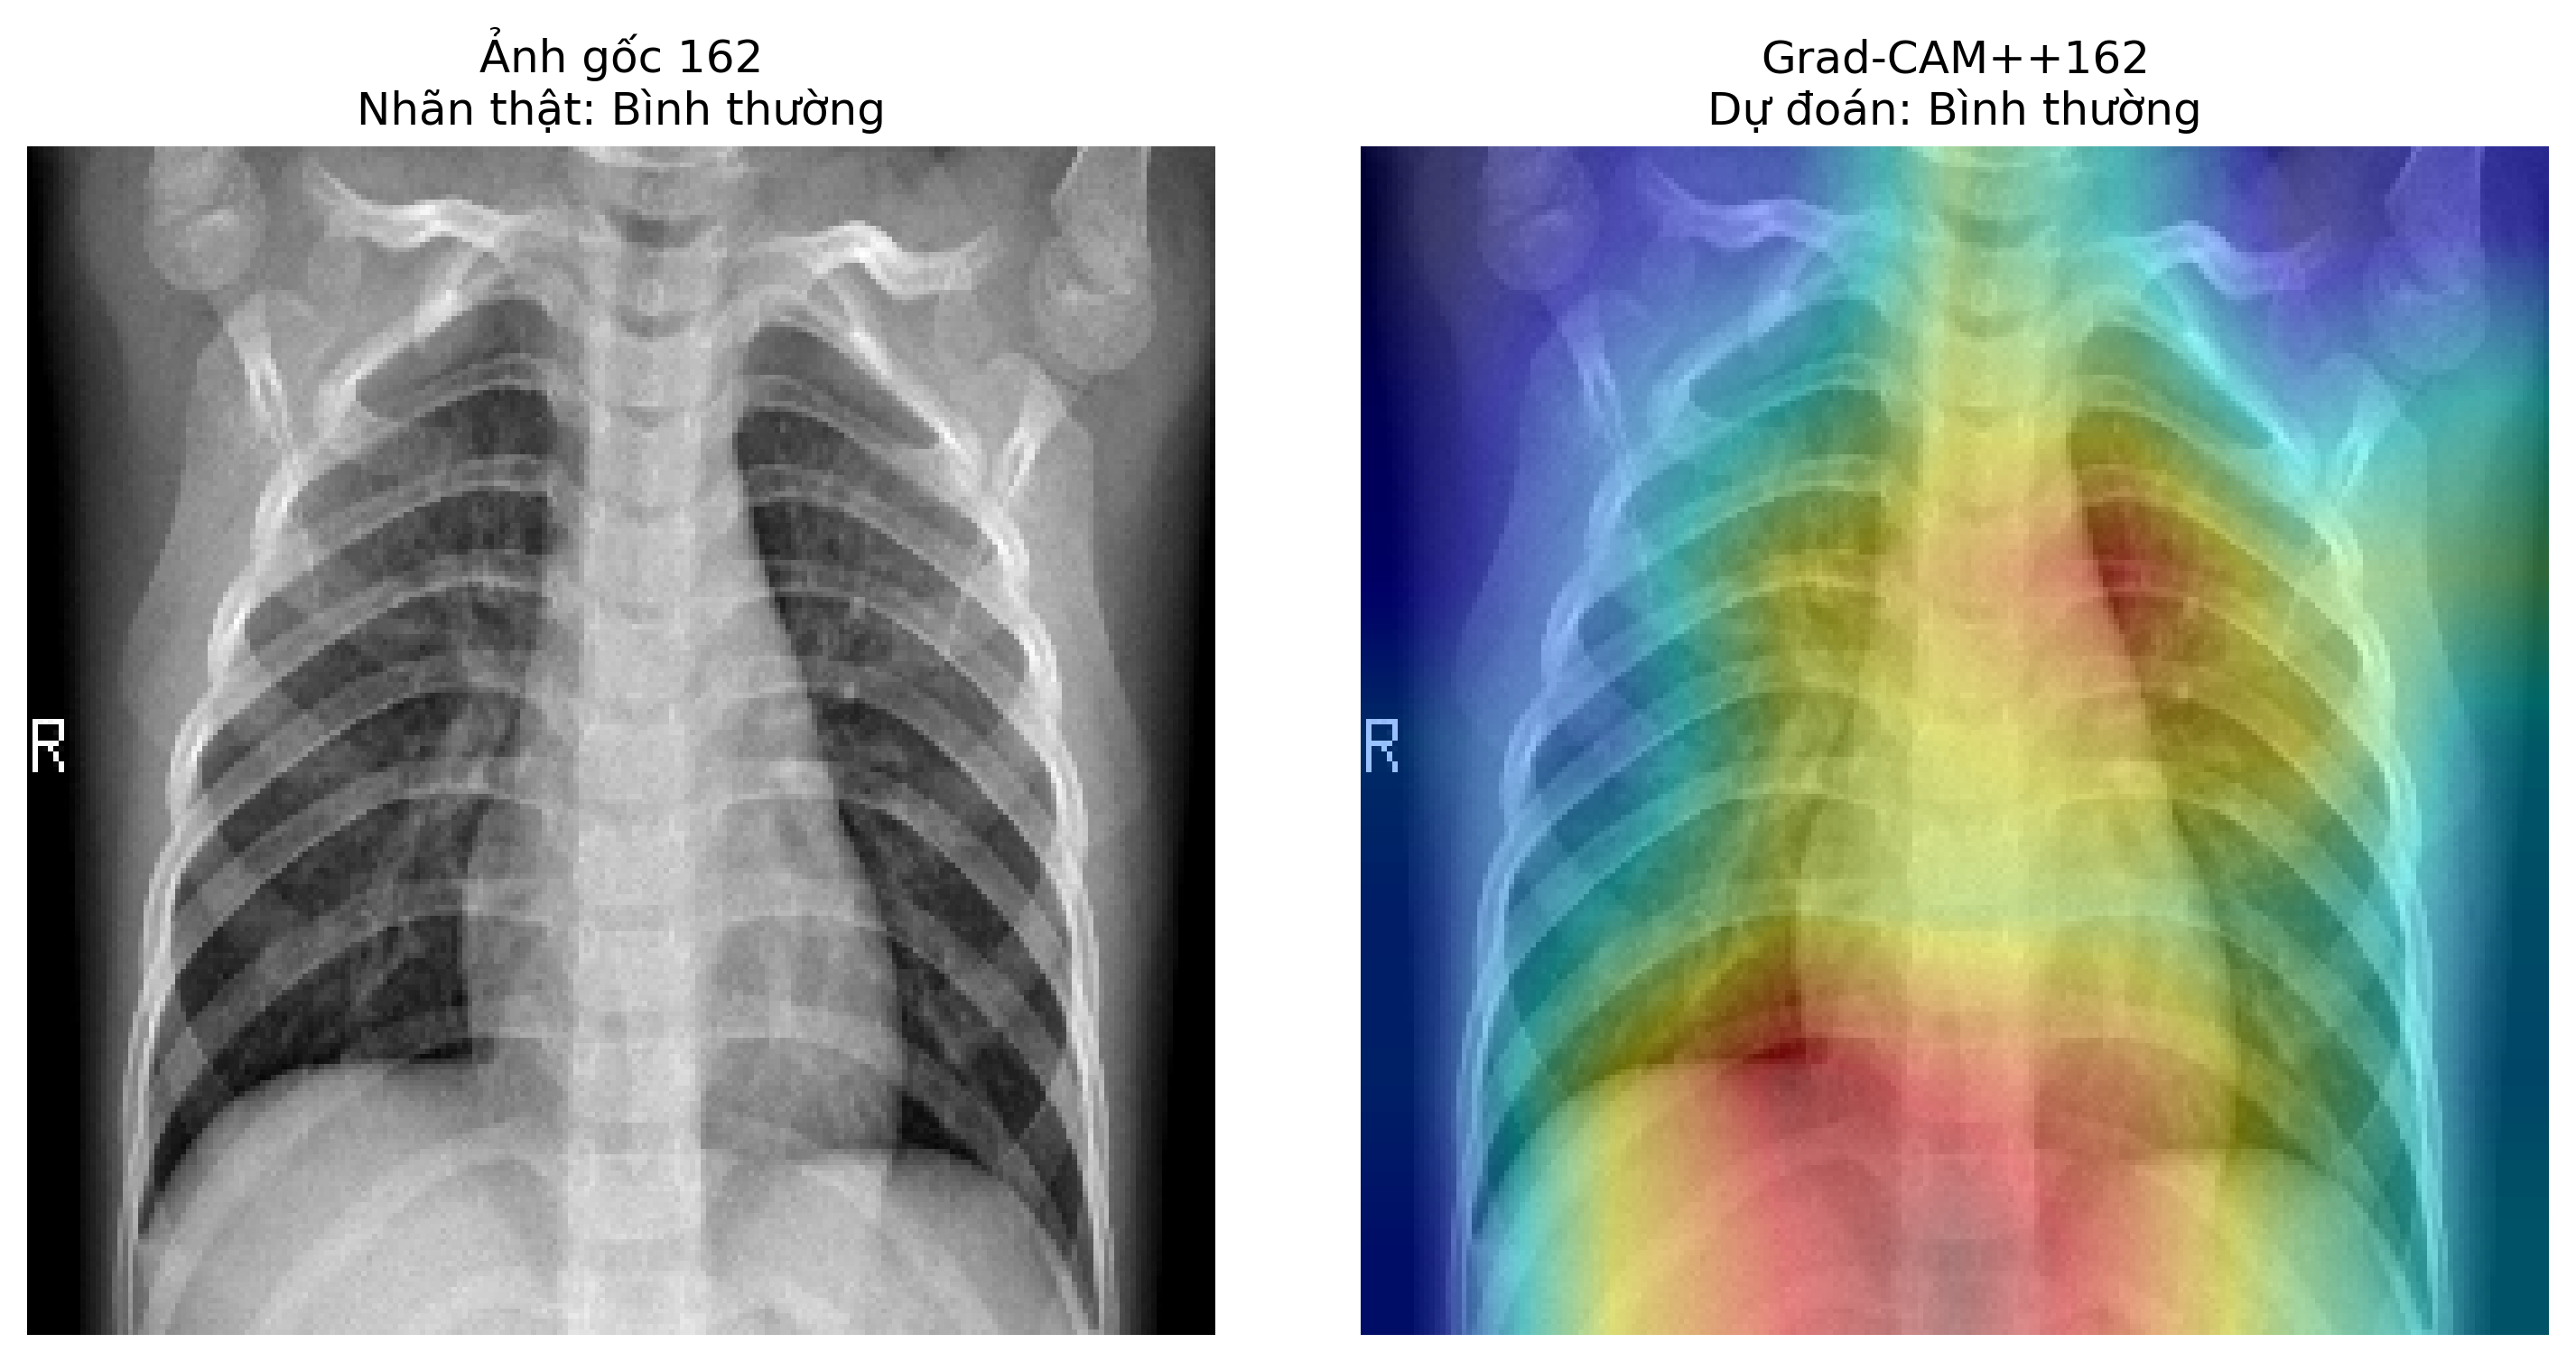 Ảnh gốc 162
Nhãn thật: Bình thường
Grad-CAM++162
Dự đoán: Bình thường
R
R